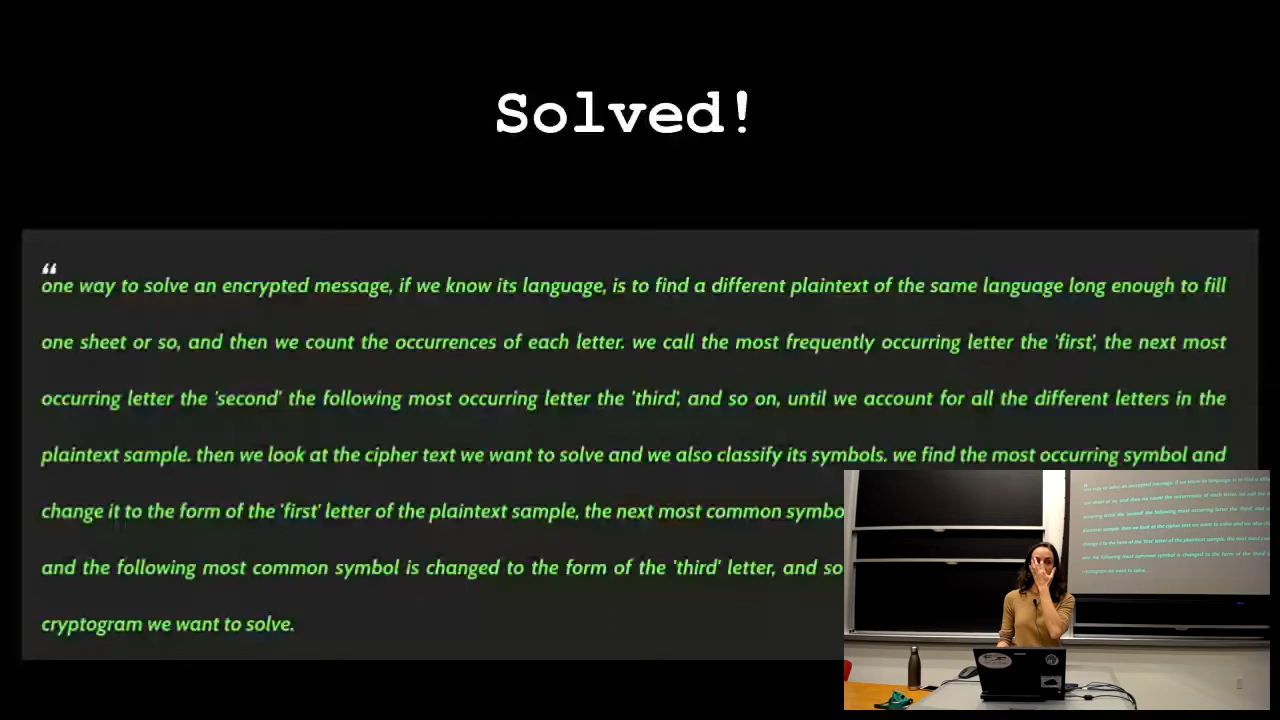 Solved!
“
one way to solve an encrypted message, if we know its language, is to find a different plaintext of the same language long enough to fill
one sheet or so, and then we count the occurrences of each letter. we call the most frequently occurring letter the 'first', the next most
occurring letter the 'second' the following most occurring letter the 'third', and so on, until we account for all the different letters in the
plaintext sample. then we look at the cipher text we want to solve and we also classify its symbols. we find the most occurring symbol and
change it to the form of the 'first' letter of the plaintext sample, the next most common symbo
and the following most common symbol is changed to the form of the 'third' letter, and so
cryptogram we want to solve.